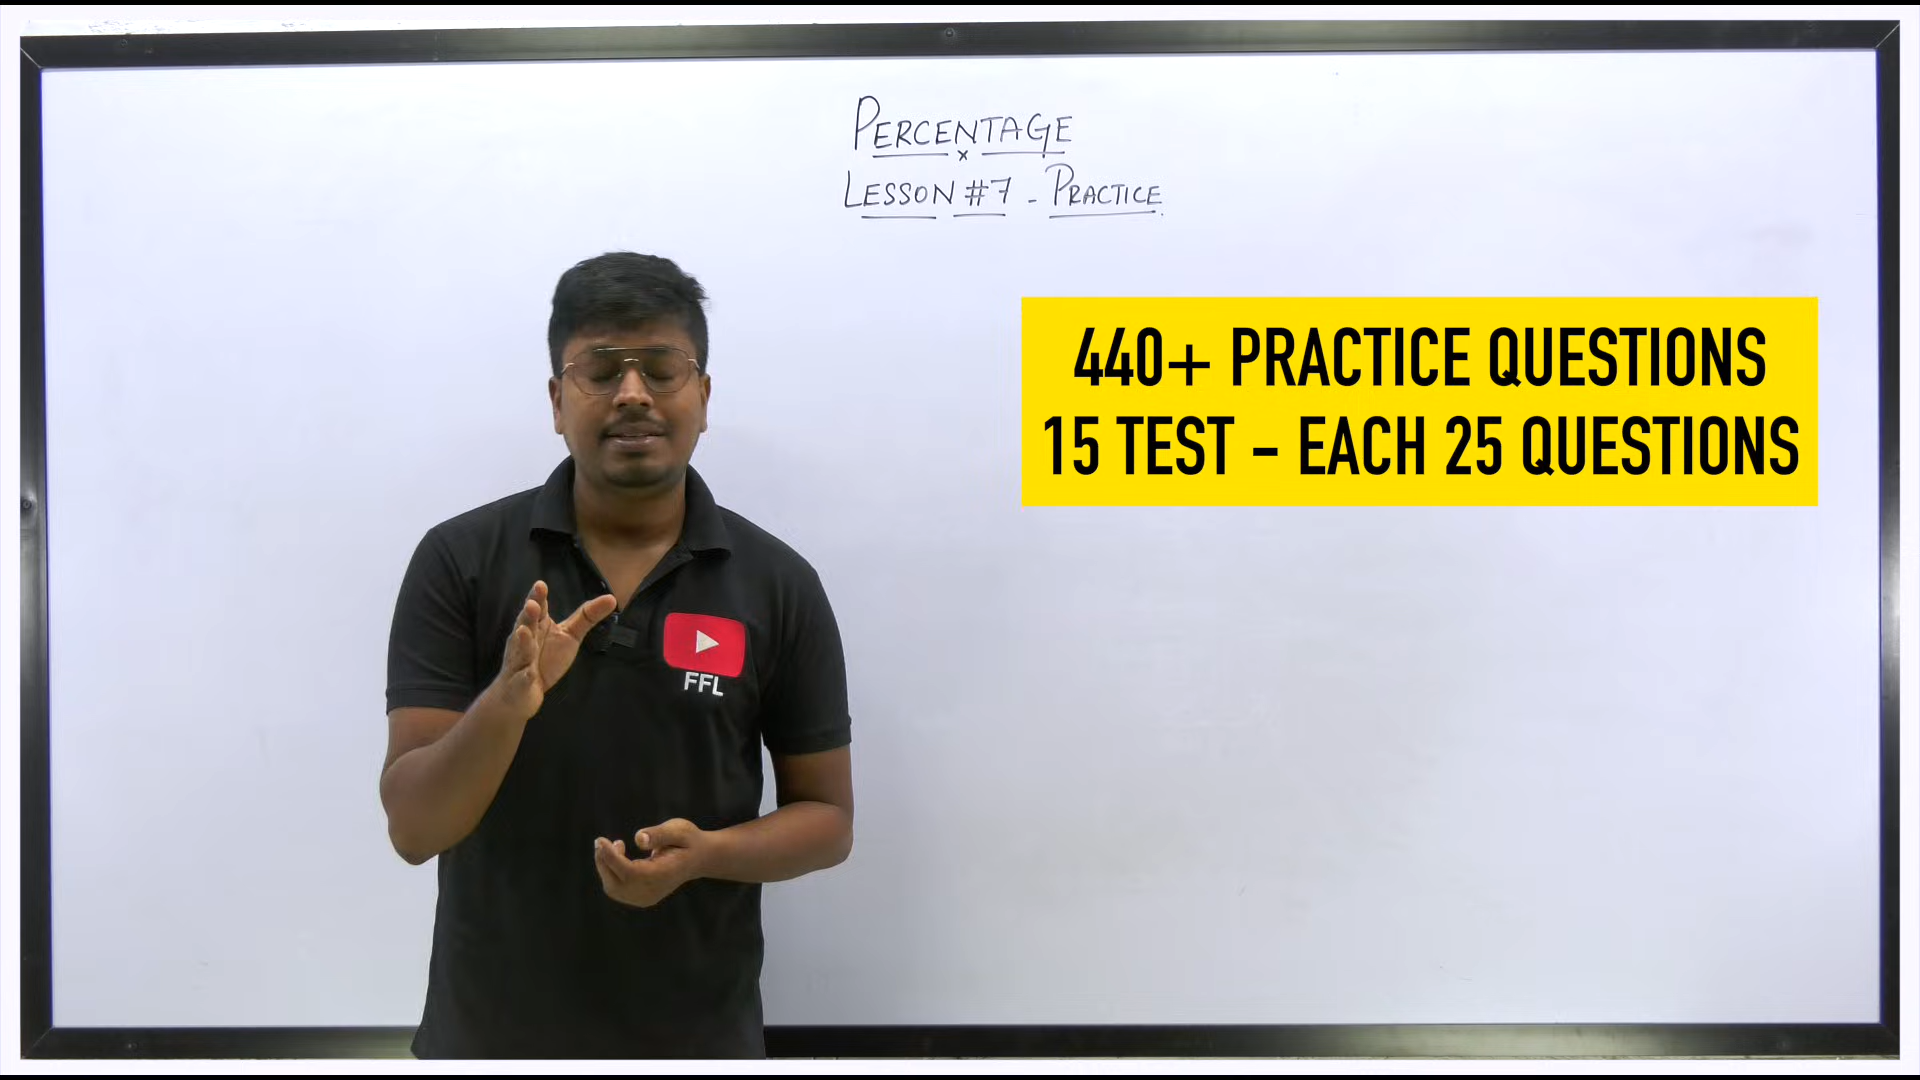 PERCENTAGE
LESSON #7 - PRACTICE
440+ PRACTICE QUESTIONS
15 TEST - EACH 25 QUESTIONS
FFL